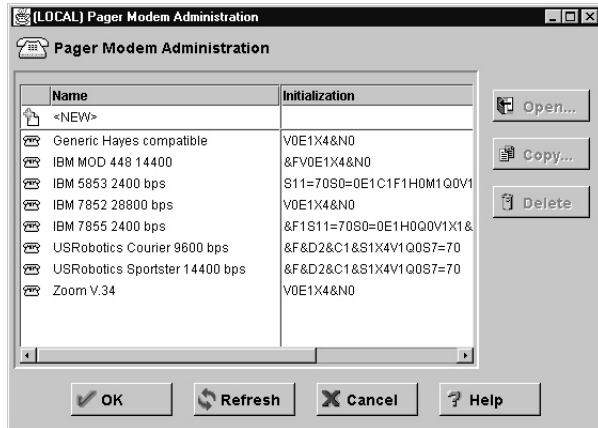 (LOCAL) Pager Modem Administration
Pager Modem Administration
Name Initialization
<NEW>
Generic Hayes compatible V0E1X4&N0
IBM MOD 448 14400 &FV0E1X4&N0
IBM 5853 2400 bps S11=70S0=0E1C1F1H0M1Q0V1
IBM 7852 28800 bps V0E1X4&N0
IBM 7855 2400 bps &F1S11=70S0=0E1H0Q0V1X1&
USRobotics Courier 9600 bps &F&D2&C1&S1X4V1Q0S7=70
USRobotics Sportster 14400 bps &F&D2&C1&S1X4V1Q0S7=70
Zoom V.34 V0E1X4&N0
Open...
Copy...
Delete
OK Refresh Cancel Help